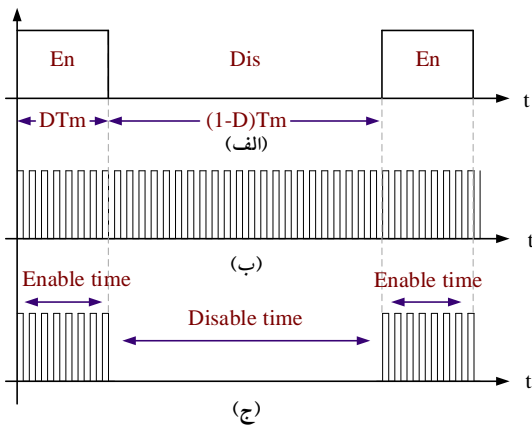 En Dis En
t
DTm (1-D)Tm
(الف)
t
(ب)
Enable time Enable time
Disable time
t
(ج)